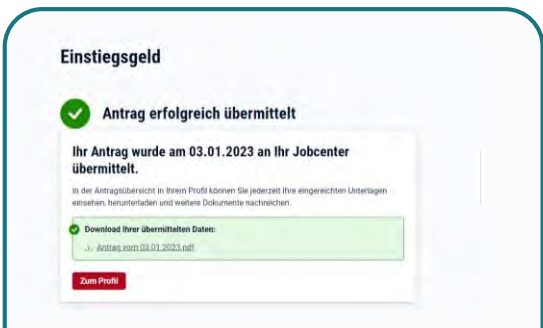 Einstiegsgeld
Antrag erfolgreich übermittelt
Ihr Antrag wurde am 03.01.2023 an Ihr Jobcenter
übermittelt.
In der Antragsübersicht in Ihrem Profil können Sie jederzeit Ihre eingereichten Unterlagen
einsehen, herunterladen und weitere Dokumente nachreichen.
Download Ihrer übermittelten Daten:
Antrag vom 03.01.2023.pdf
Zum Profil